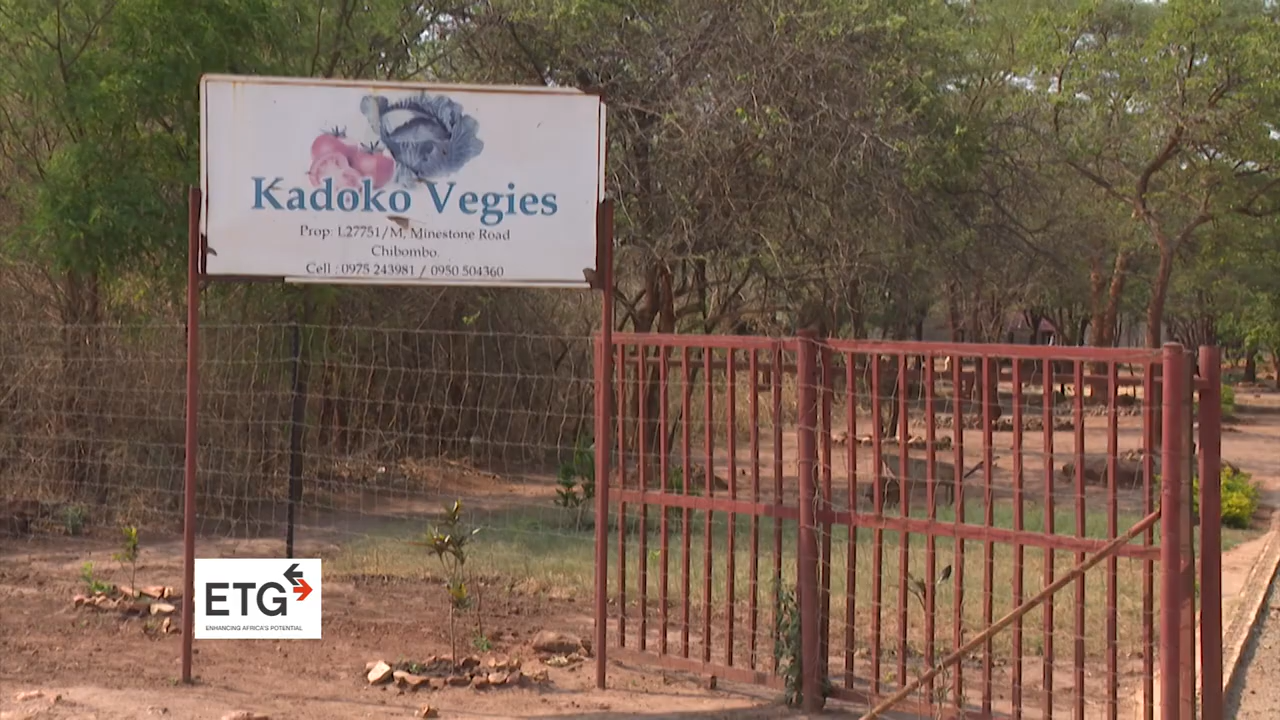 Kadoko Vegies
Prop: L27751/M, Minestone Road
Chibombo
Cell : 0975 243981 / 0950 504360
ETG
ENHANCING AFRICA'S POTENTIAL